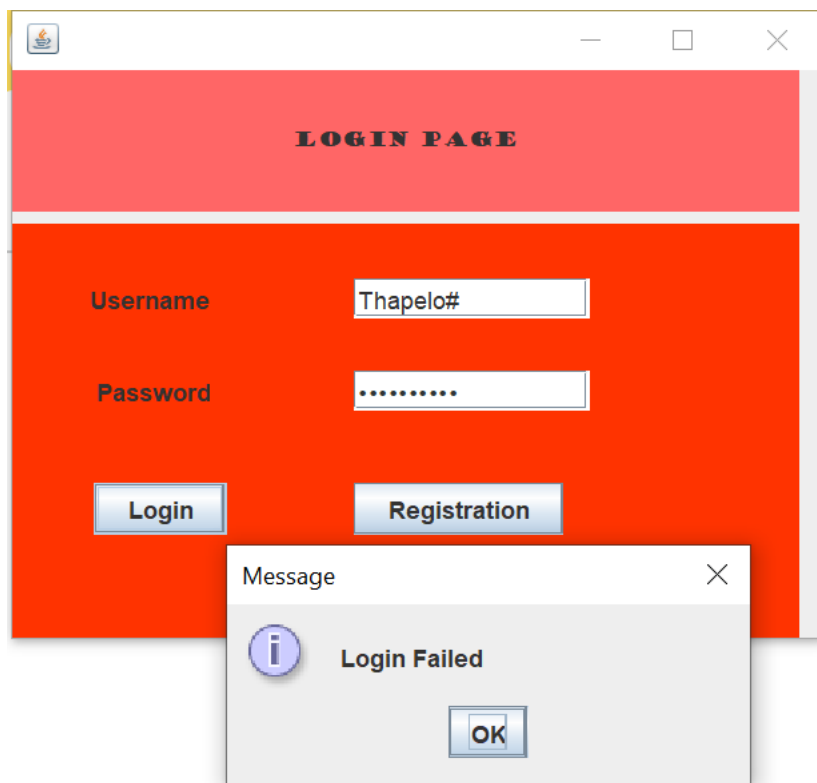 LOGIN PAGE
Username
Thapelo#
Password
••••••••••
Login
Registration
Message
Login Failed
OK